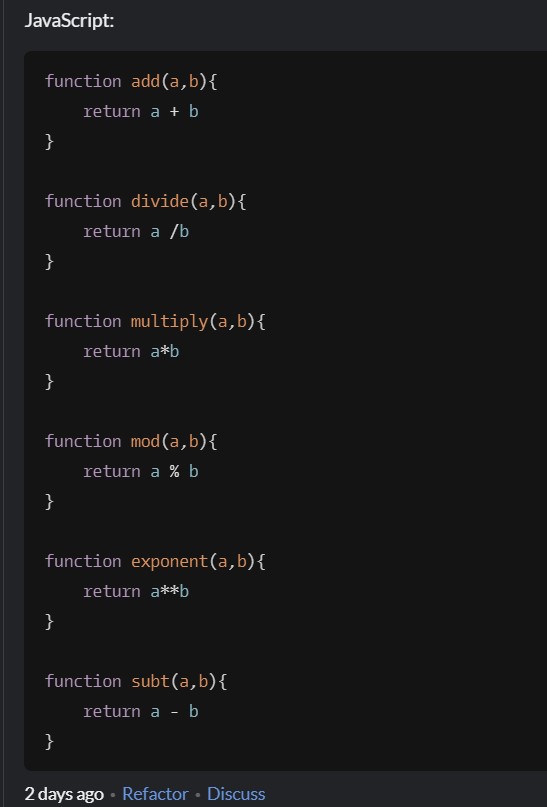 JavaScript:
function add(a,b){
    return a + b
}
function divide(a,b){
    return a /b
}
function multiply(a,b){
    return a*b
}
function mod(a,b){
    return a % b
}
function exponent(a,b){
    return a**b
}
function subt(a,b){
    return a - b
}
2 days ago • Refactor • Discuss